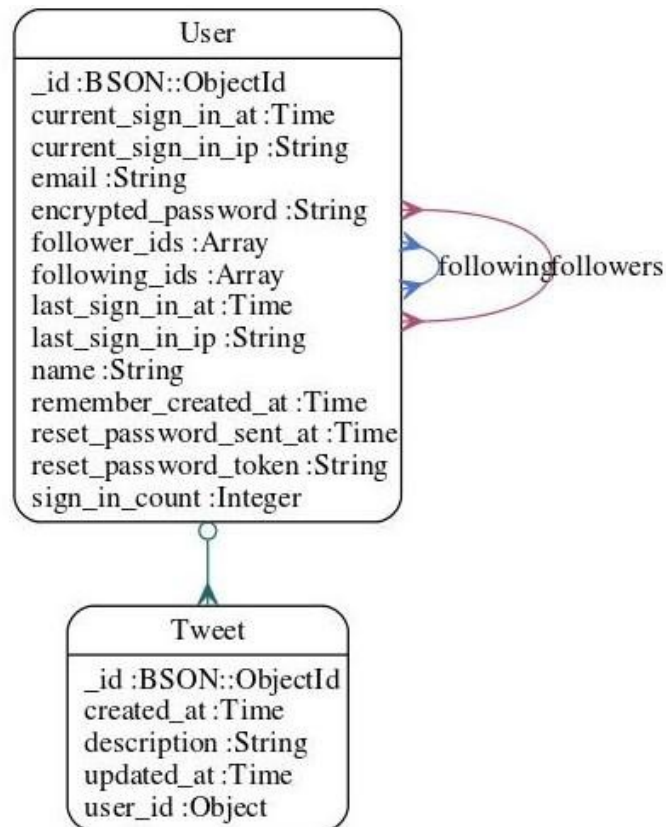 User
_id :BSON::ObjectId
current_sign_in_at :Time
current_sign_in_ip :String
email :String
encrypted_password :String
follower_ids :Array
following_ids :Array
last_sign_in_at :Time
last_sign_in_ip :String
name :String
remember_created_at :Time
reset_password_sent_at :Time
reset_password_token :String
sign_in_count :Integer
following
followers
Tweet
_id :BSON::ObjectId
created_at :Time
description :String
updated_at :Time
user_id :Object